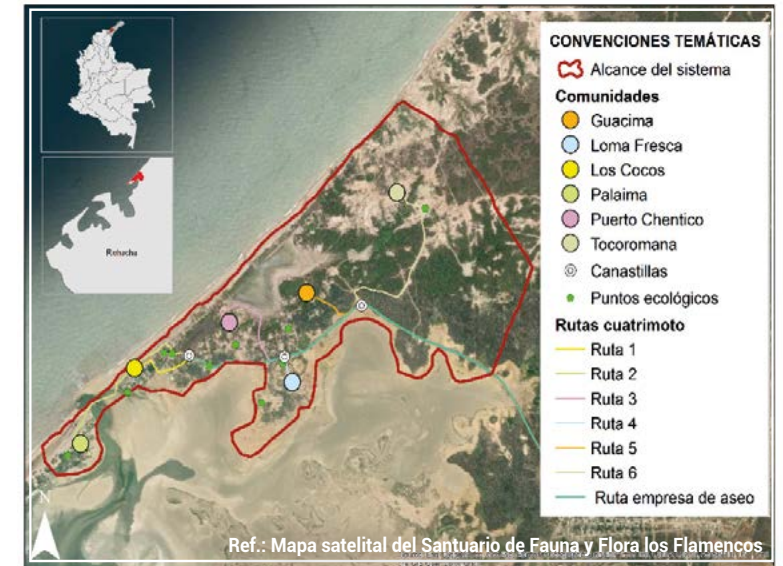 CONVENCIONES TEMÁTICAS
Alcance del sistema
Comunidades
Guacima
Loma Fresca
Los Cocos
Palaima
Puerto Chentico
Tocoromana
Canastillas
Puntos ecológicos
Rutas cuatrimoto
Ruta 1
Ruta 2
Ruta 3
Ruta 4
Ruta 5
Ruta 6
Ruta empresa de aseo
N
Ref.: Mapa satelital del Santuario de Fauna y Flora los Flamencos